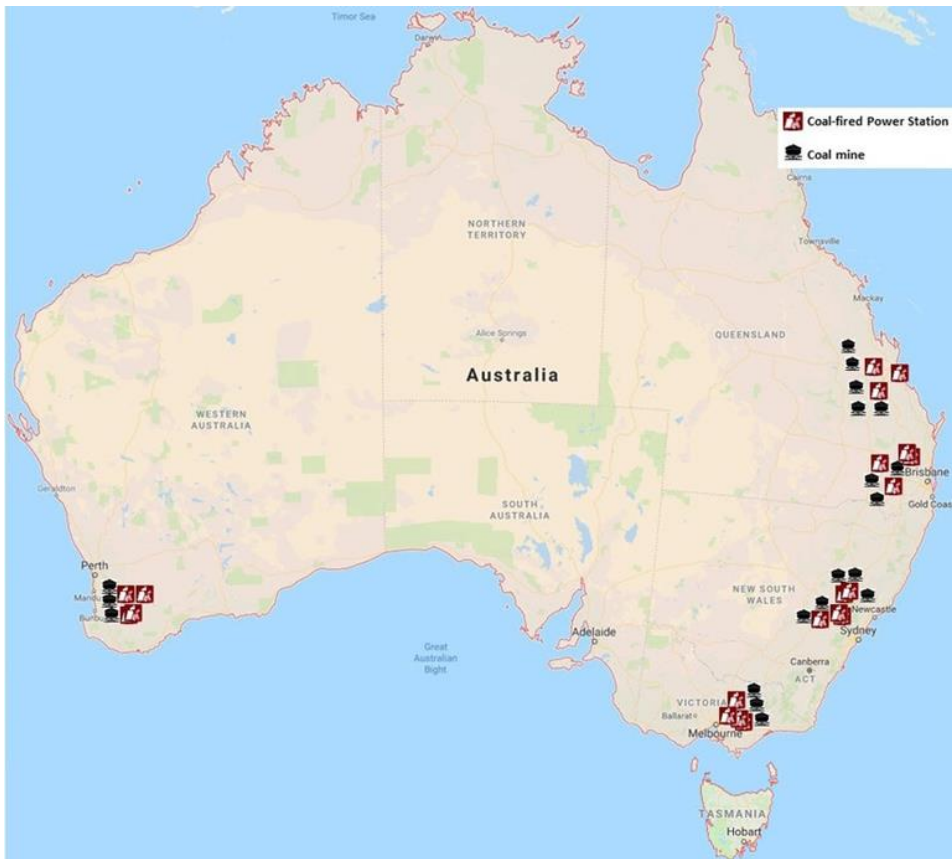 Timor Sea
Darwin
Coal-fired Power Station
Coal mine
Cairns
Townsville
NORTHERN
TERRITORY
Mackay
QUEENSLAND
Alice Springs
Australia
WESTERN
AUSTRALIA
Brisbane
Geraldton
SOUTH
AUSTRALIA
Gold Coas
Perth
Mandu
NEW SOUTH
WALES
Newcastle
Bunbu
Adelaide
Sydney
Great
Australian
Bight
Canberra
ACT
VICTORIA
Ballarat
Melbourne
TASMANIA
Hobart